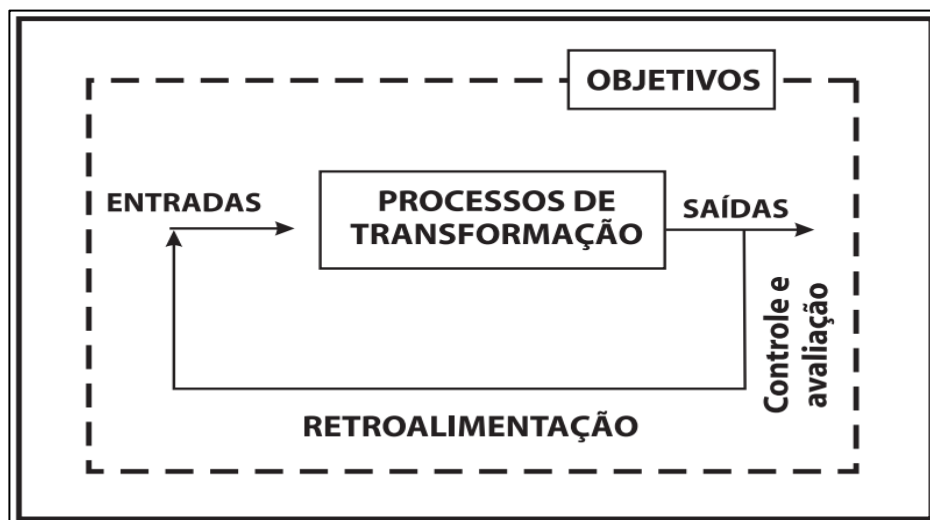 OBJETIVOS
ENTRADAS
PROCESSOS DE
TRANSFORMAÇÃO
SAÍDAS
Controle e
avaliação
RETROALIMENTAÇÃO